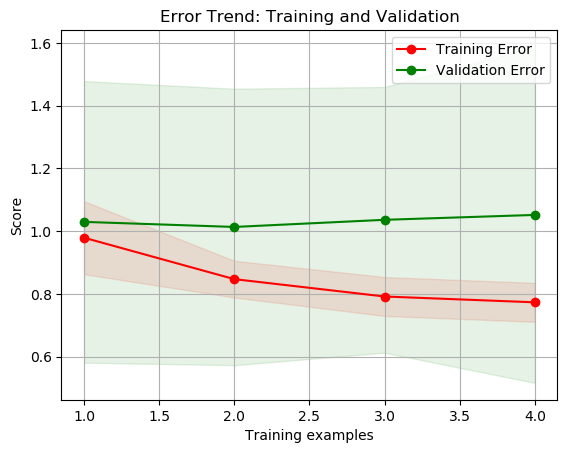 Error Trend: Training and Validation
Training Error
Validation Error
Score
1.6
1.4
1.2
1.0
0.8
0.6
1.0 1.5 2.0 2.5 3.0 3.5 4.0
Training examples